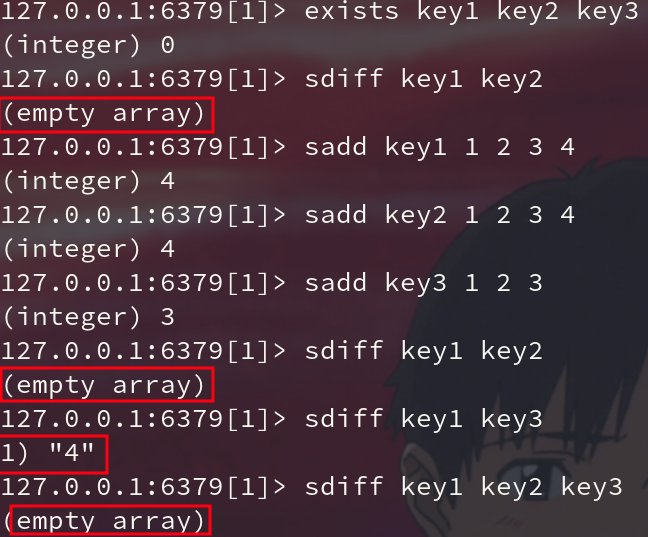 127.0.0.1:6379[1]> exists key1 key2 key3
(integer) 0
127.0.0.1:6379[1]> sdiff key1 key2
(empty array)
127.0.0.1:6379[1]> sadd key1 1 2 3 4
(integer) 4
127.0.0.1:6379[1]> sadd key2 1 2 3 4
(integer) 4
127.0.0.1:6379[1]> sadd key3 1 2 3
(integer) 3
127.0.0.1:6379[1]> sdiff key1 key2
(empty array)
127.0.0.1:6379[1]> sdiff key1 key3
1) "4"
127.0.0.1:6379[1]> sdiff key1 key2 key3
(empty array)